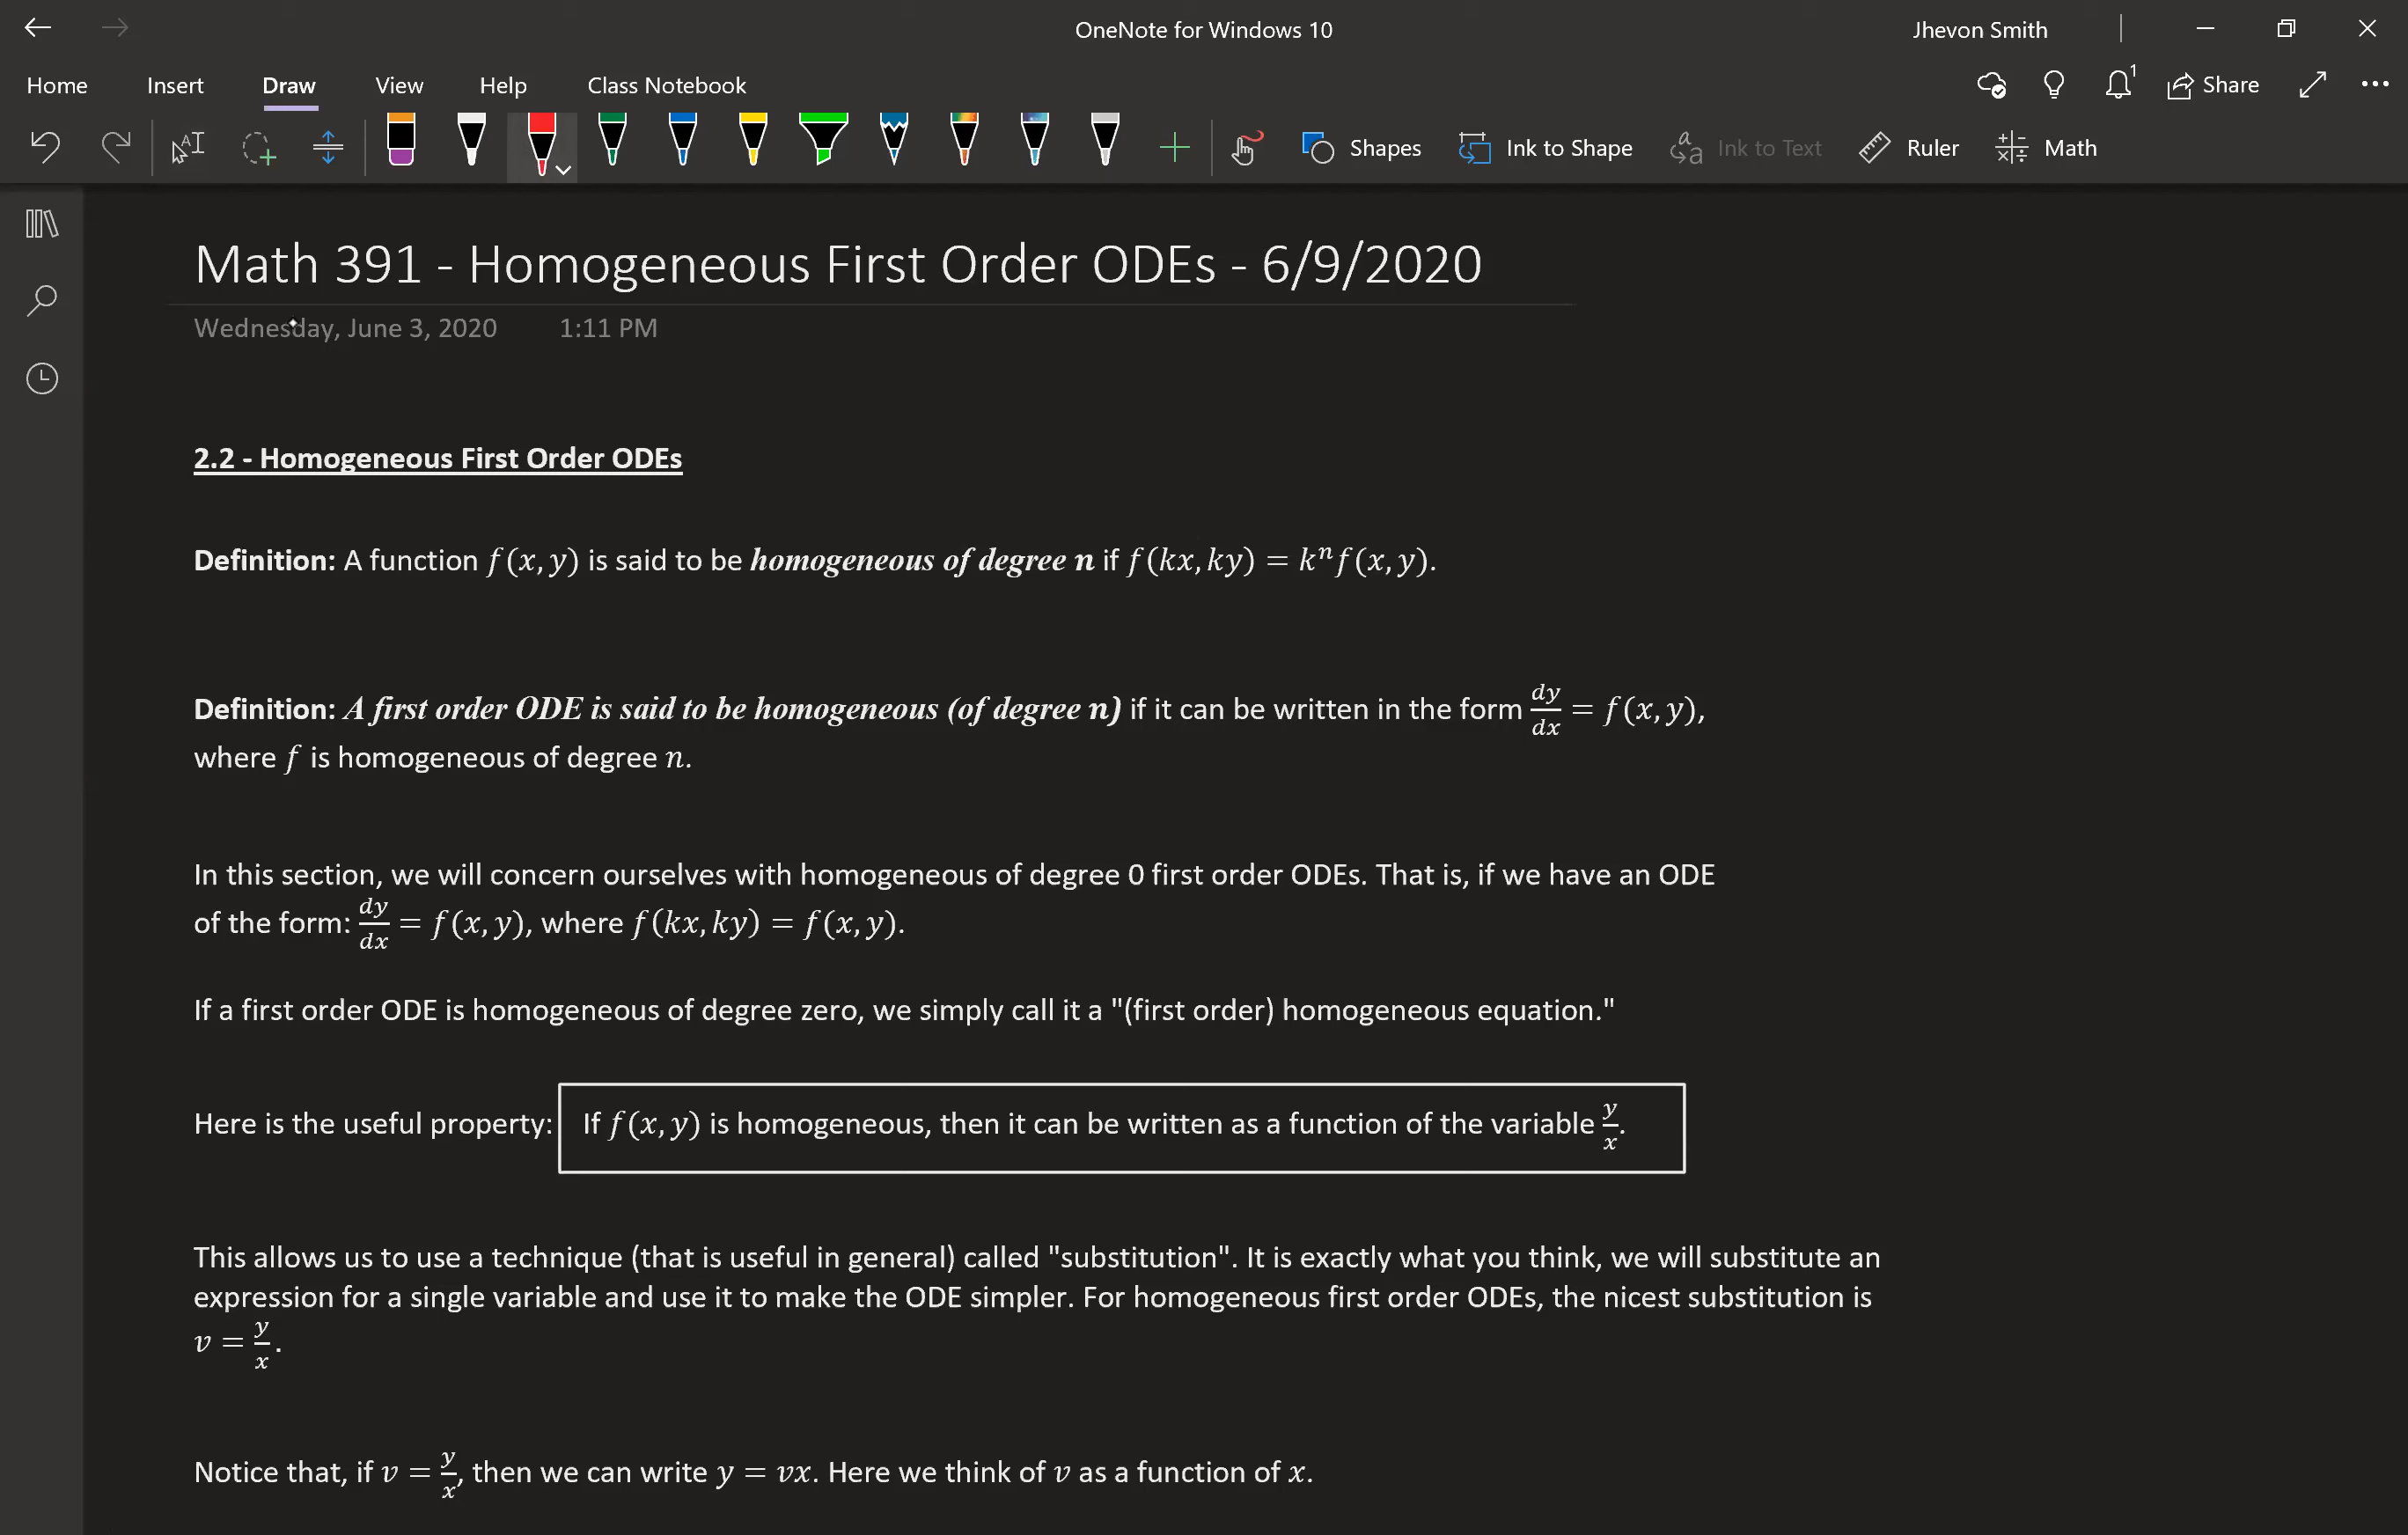 OneNote for Windows 10
Jhevon Smith
Home Insert Draw View Help Class Notebook
1 Share
Shapes Ink to Shape Ink to Text Ruler Math
Math 391 - Homogeneous First Order ODEs - 6/9/2020
Wednesday, June 3, 2020 1:11 PM
2.2 - Homogeneous First Order ODEs
Definition: A function f(x, y) is said to be homogeneous of degree n if f(kx, ky) = kⁿf(x, y).
Definition: A first order ODE is said to be homogeneous (of degree n) if it can be written in the form dy/dx = f(x, y),
where f is homogeneous of degree n.
In this section, we will concern ourselves with homogeneous of degree 0 first order ODEs. That is, if we have an ODE
of the form: dy/dx = f(x, y), where f(kx, ky) = f(x, y).
If a first order ODE is homogeneous of degree zero, we simply call it a "(first order) homogeneous equation."
Here is the useful property: If f(x, y) is homogeneous, then it can be written as a function of the variable y/x.
This allows us to use a technique (that is useful in general) called "substitution". It is exactly what you think, we will substitute an
expression for a single variable and use it to make the ODE simpler. For homogeneous first order ODEs, the nicest substitution is
v = y/x.
Notice that, if v = y/x, then we can write y = vx. Here we think of v as a function of x.